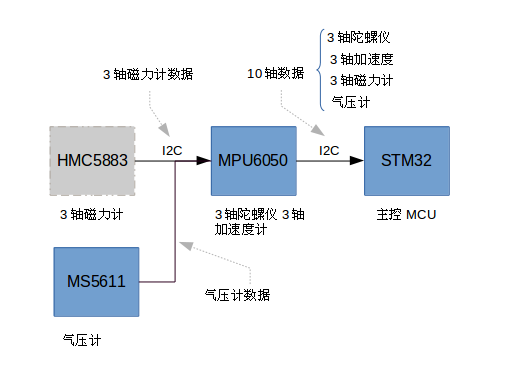 3轴陀螺仪
3轴加速度
3轴磁力计
气压计
3轴磁力计数据
10轴数据
I2C
I2C
HMC5883
MPU6050
STM32
3轴磁力计
3轴陀螺仪 3轴
加速度计
主控 MCU
MS5611
气压计数据
气压计